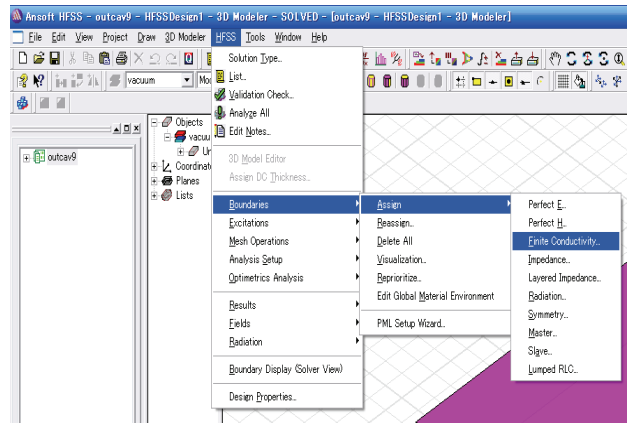 Ansoft HFSS - outcav9 - HFSSDesign1 - 3D Modeler - SOLVED - [outcav9 - HFSSDesign1 - 3D Modeler]
File Edit View Project Draw 3D Modeler HFSS Tools Window Help
vacuum
Mo
outcav9
Objects
vacuu
Un
Coordinat
Planes
Lists
Solution Type...
List...
Validation Check...
Analyze All
Edit Notes...
3D Model Editor
Assign DC Thickness...
Boundaries
Excitations
Mesh Operations
Analysis Setup
Optimetrics Analysis
Results
Fields
Radiation
Boundary Display (Solver View)
Design Properties...
Assign
Reassign...
Delete All
Visualization...
Reprioritize...
Edit Global Material Environment
PML Setup Wizard...
Perfect E...
Perfect H...
Finite Conductivity...
Impedance...
Layered Impedance...
Radiation...
Symmetry...
Master...
Slave...
Lumped RLC...